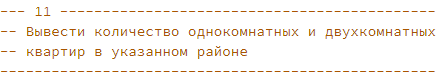 --- 11 ----------------------------------------------
-- Вывести количество однокомнатных и двухкомнатных
-- квартир в указанном районе
-----------------------------------------------------